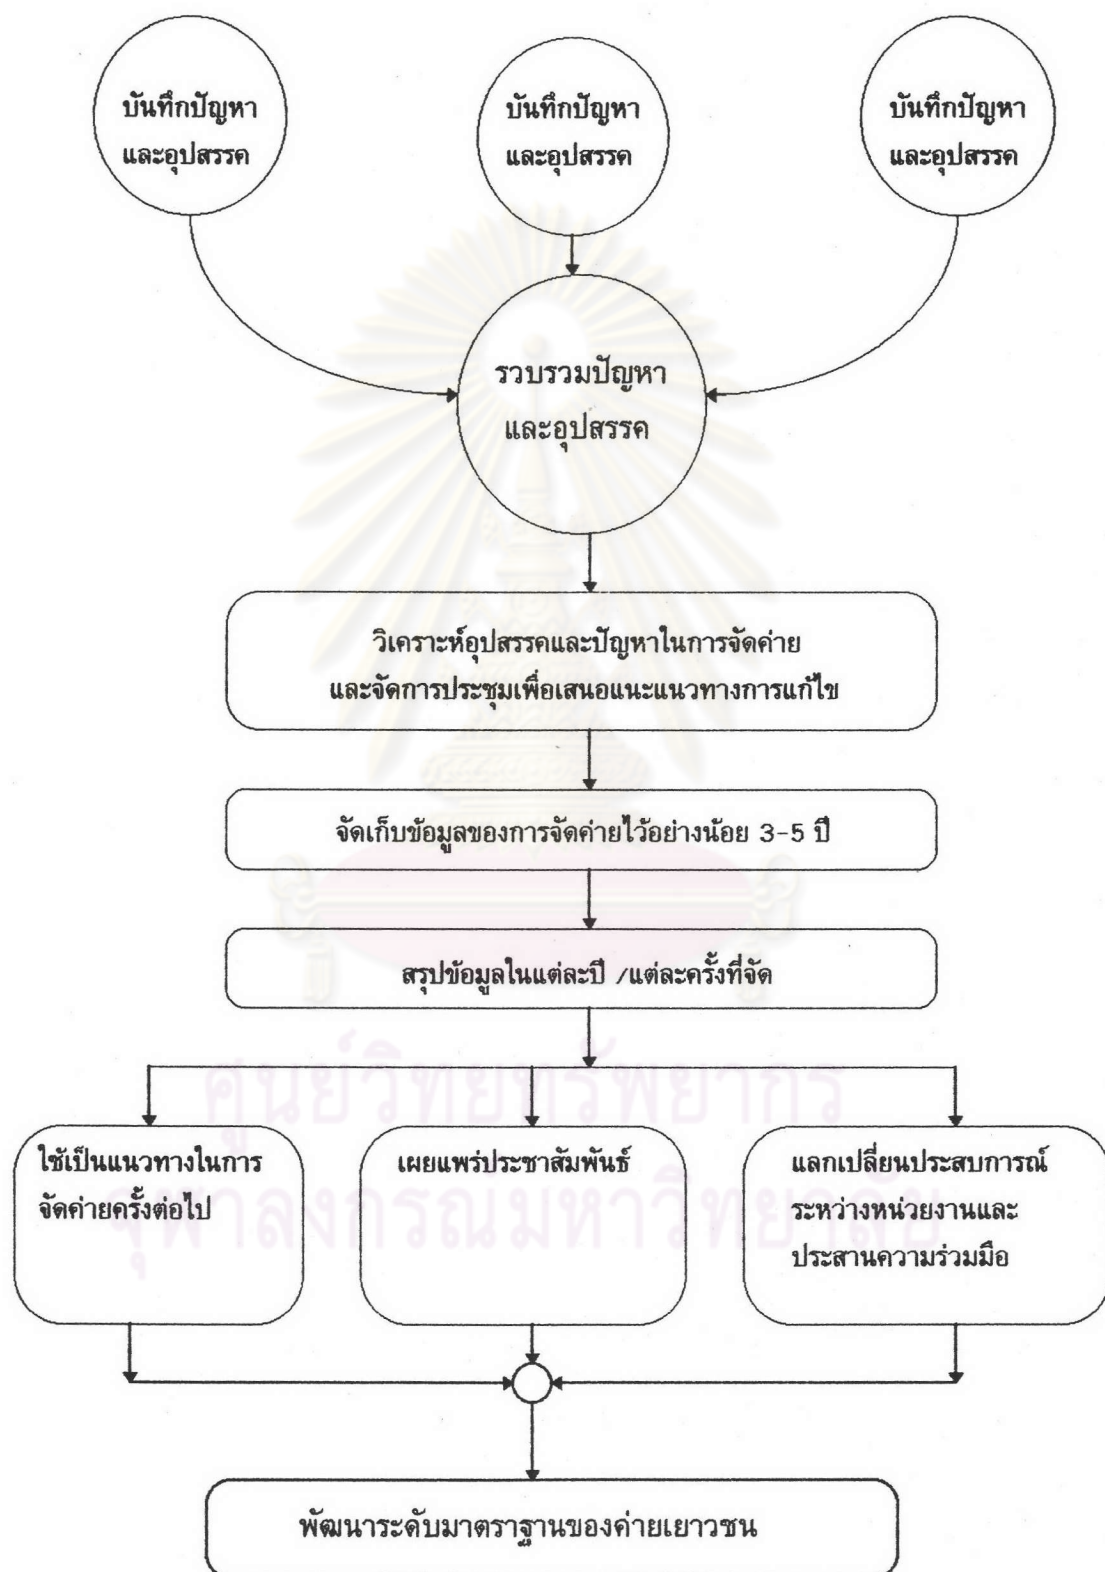 บันทึกปัญหา
และอุปสรรค
บันทึกปัญหา
และอุปสรรค
บันทึกปัญหา
และอุปสรรค
รวบรวมปัญหา
และอุปสรรค
วิเคราะห์อุปสรรคและปัญหาในการจัดค่าย
และจัดการประชุมเพื่อเสนอแนะแนวทางการแก้ไข
จัดเก็บข้อมูลของการจัดค่ายไว้อย่างน้อย 3-5 ปี
สรุปข้อมูลในแต่ละปี /แต่ละครั้งที่จัด
ศูนย์วิทยทรัพยากร
จุฬาลงกรณ์มหาวิทยาลัย
ใช้เป็นแนวทางในการ
จัดค่ายครั้งต่อไป
เผยแพร่ประชาสัมพันธ์
แลกเปลี่ยนประสบการณ์
ระหว่างหน่วยงานและ
ประสานความร่วมมือ
พัฒนาระดับมาตราฐานของค่ายเยาวชน